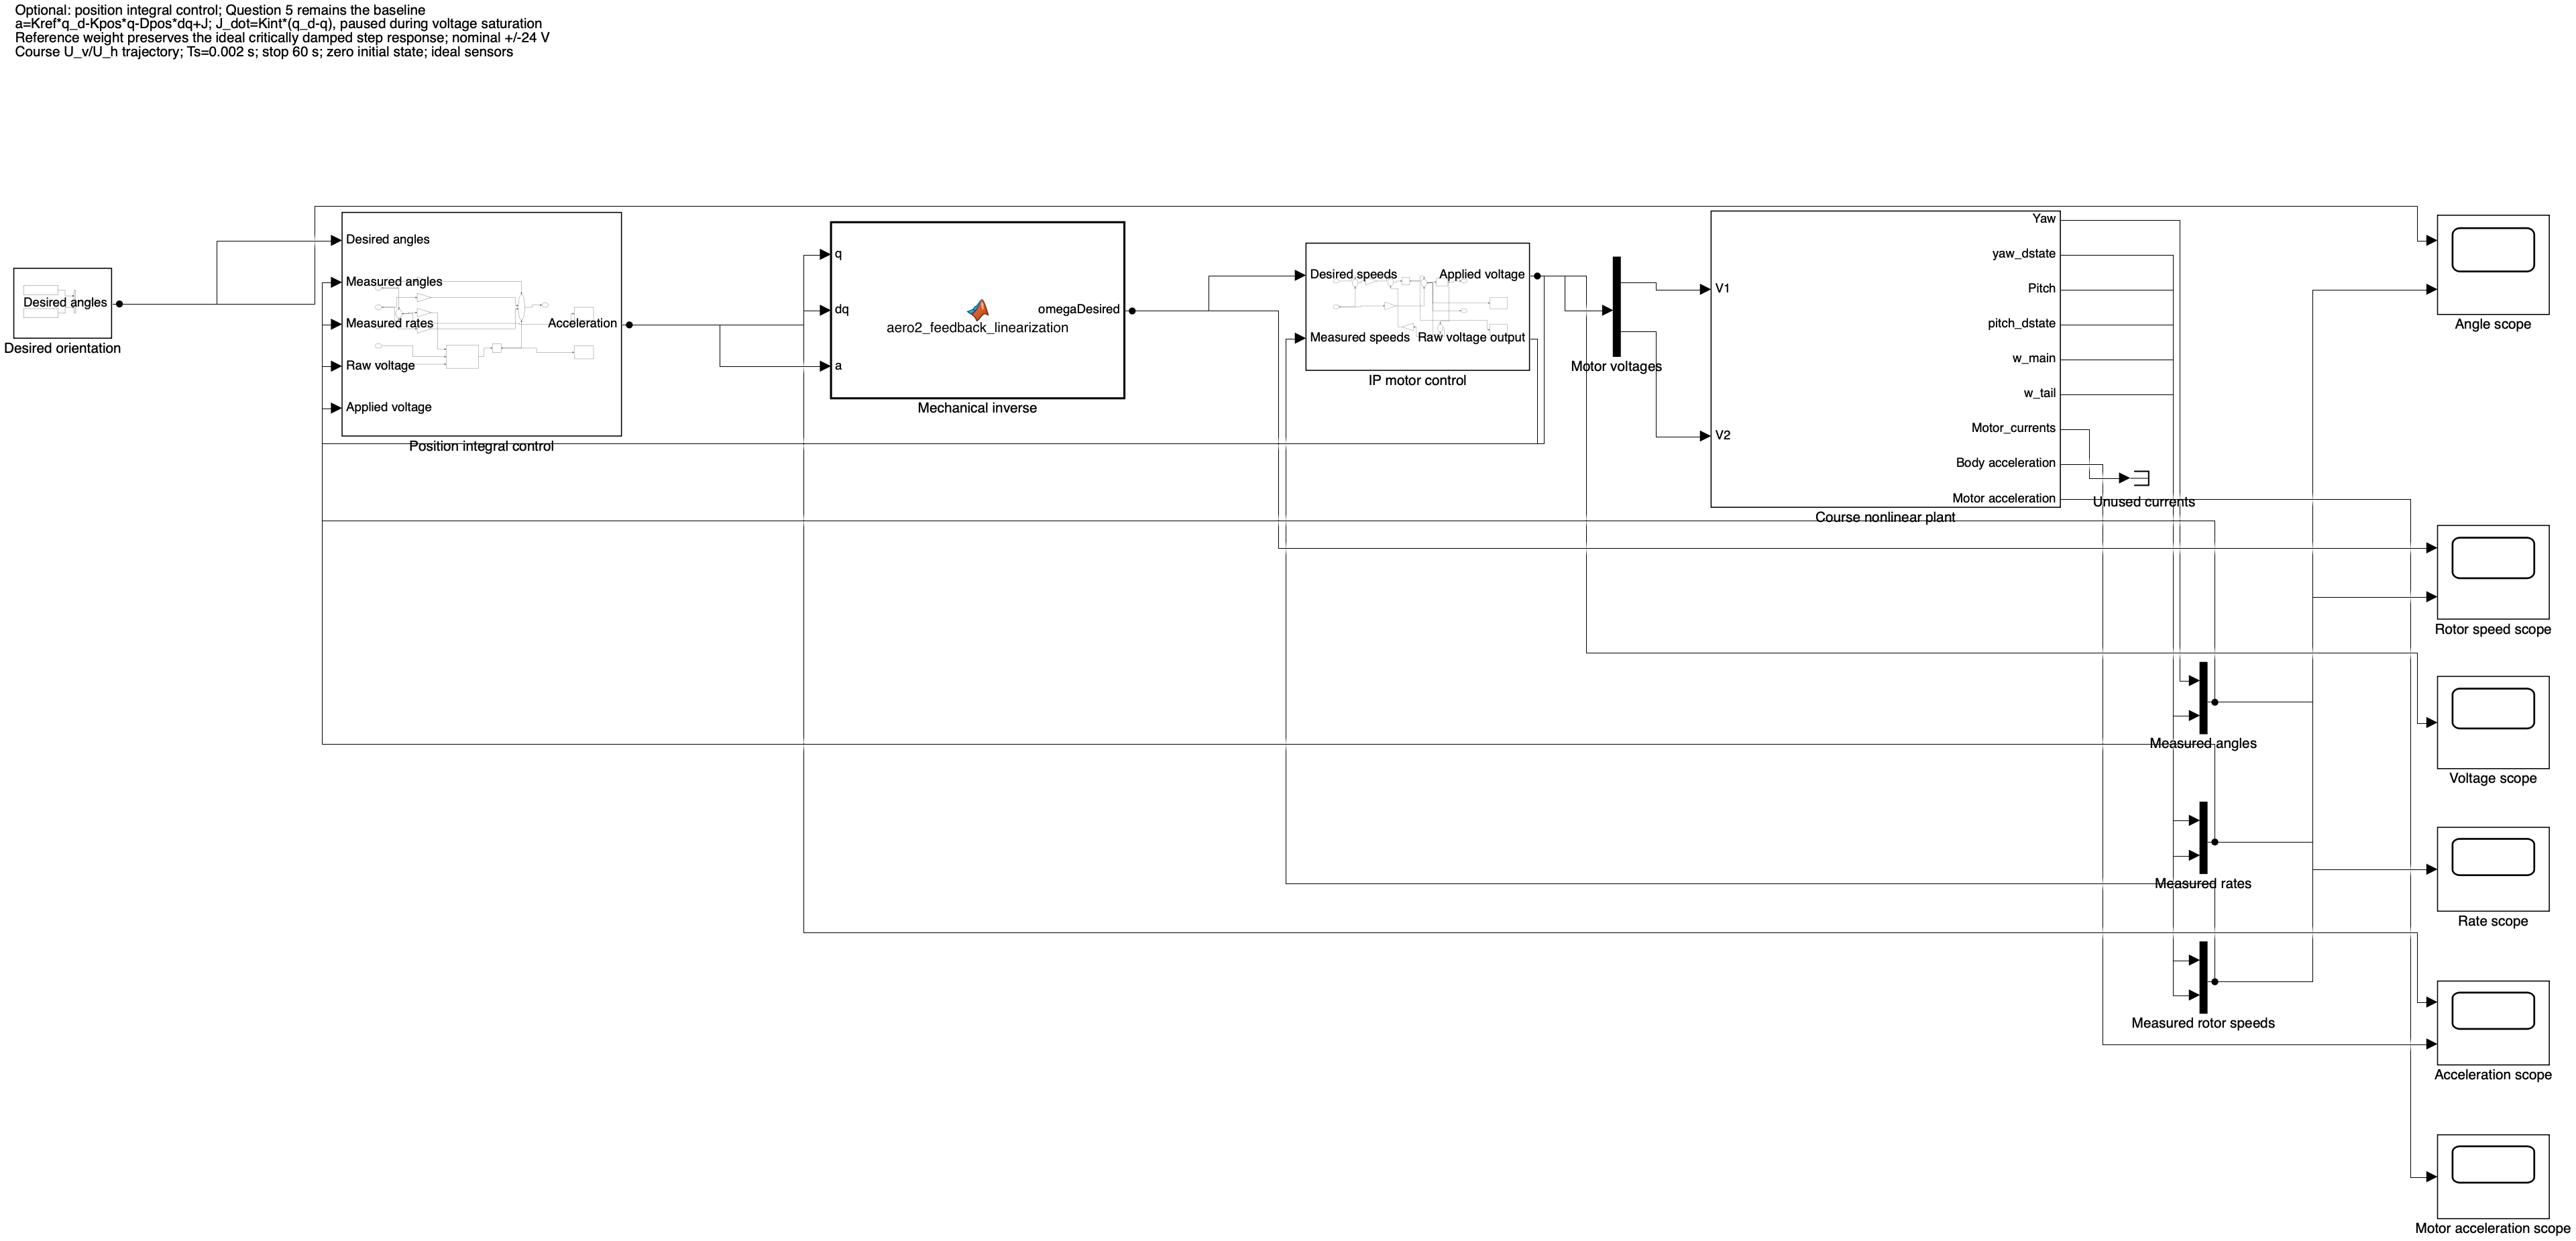 Optional: position integral control; Question 5 remains the baseline
a=Kref*q_d-Kpos*q-Dpos*dq+J; J_dot=Kint*(q_d-q), paused during voltage saturation
Reference weight preserves the ideal critically damped step response; nominal +/-24 V
Course U_v/U_h trajectory; Ts=0.002 s; stop 60 s; zero initial state; ideal sensors
Desired angles
Desired orientation
Desired angles
Measured angles
Measured rates
Raw voltage
Applied voltage
Acceleration
Position integral control
q
dq
a
aero2_feedback_linearization
omegaDesired
Mechanical inverse
Desired speeds
Measured speeds
Applied voltage
Raw voltage output
IP motor control
Motor voltages
V1
V2
Yaw
yaw_dstate
Pitch
pitch_dstate
w_main
w_tail
Motor_currents
Body acceleration
Motor acceleration
Course nonlinear plant
Unused currents
Measured angles
Measured rates
Measured rotor speeds
Angle scope
Rotor speed scope
Voltage scope
Rate scope
Acceleration scope
Motor acceleration scope